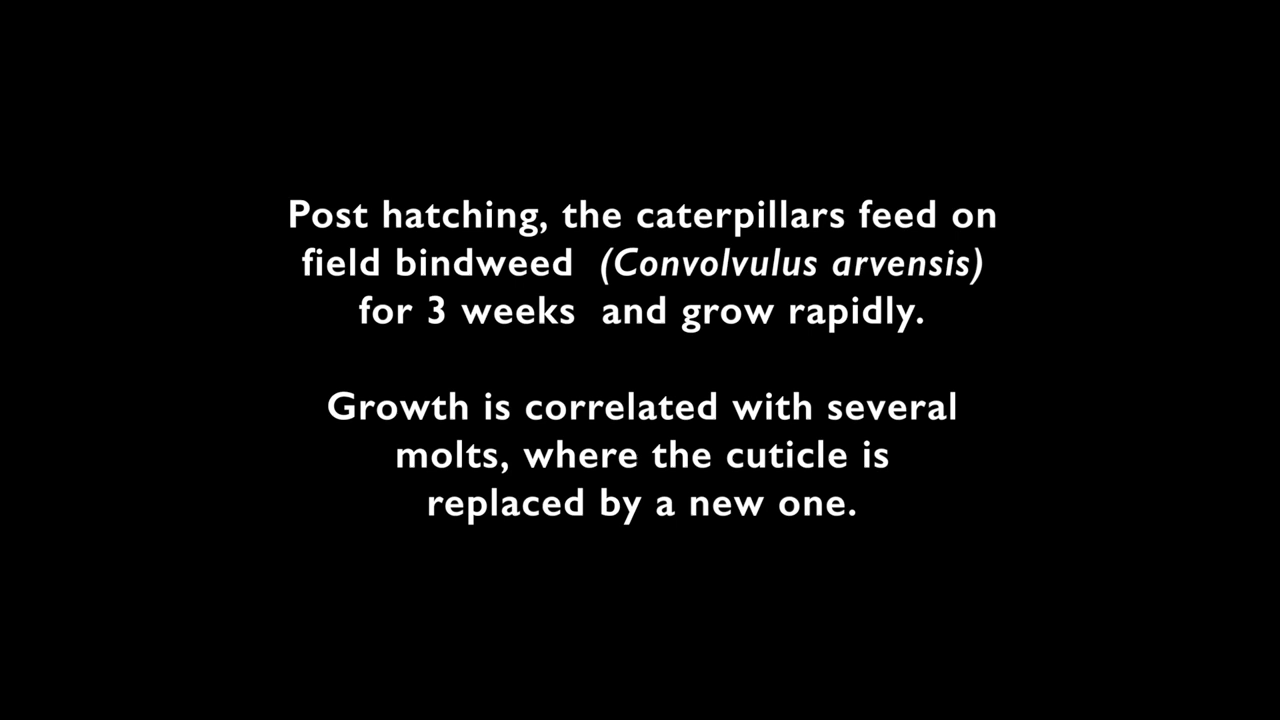 Post hatching, the caterpillars feed on
field bindweed (Convolvulus arvensis)
for 3 weeks and grow rapidly.
Growth is correlated with several
molts, where the cuticle is
replaced by a new one.